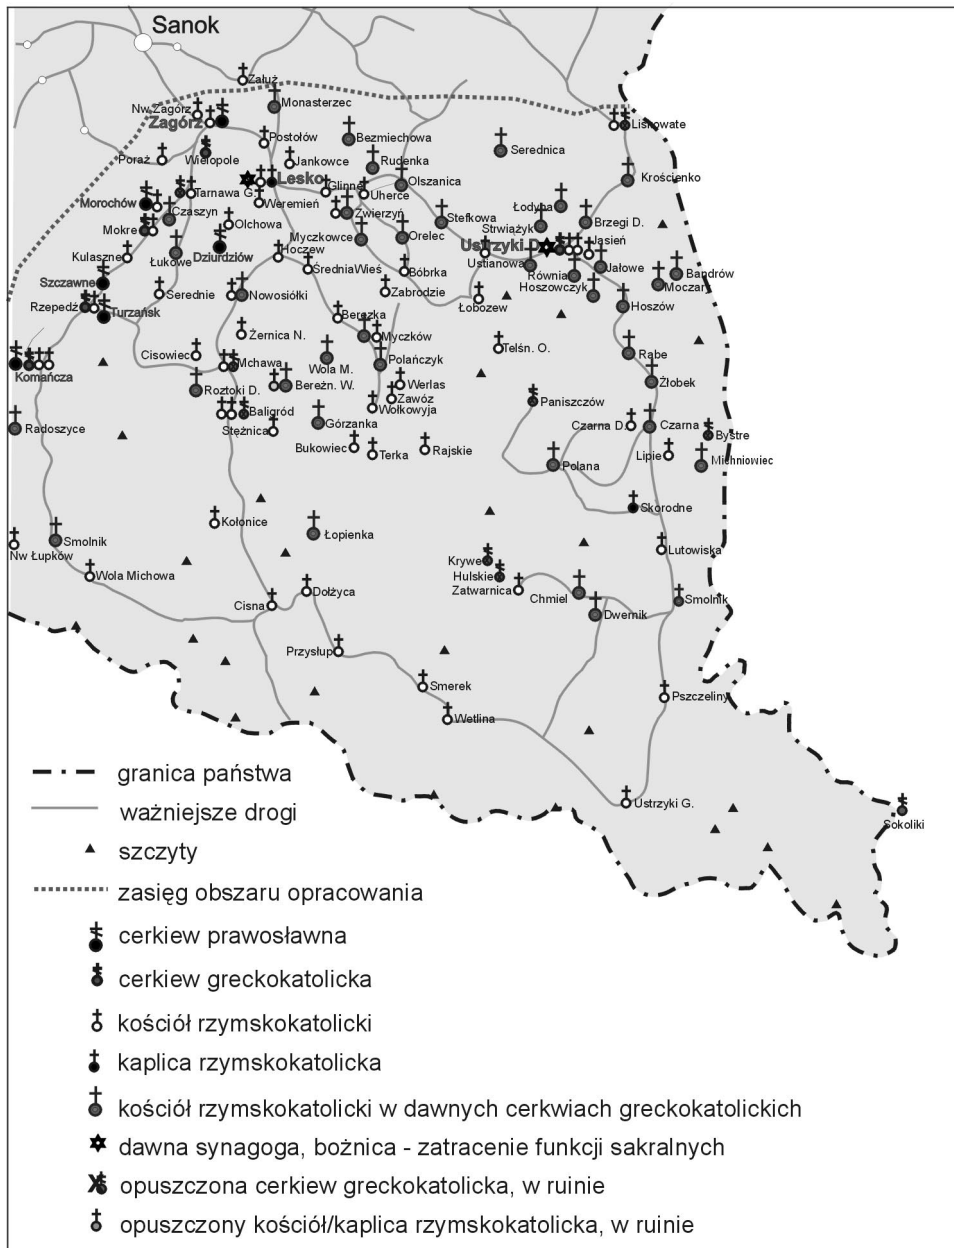 Sanok
Załuż
Nw Zagórz
Monasterzec
Zagórz
Liskowate
Postołów
Bezmiechowa
Serednica
Poraż
Wielopole
Jankowce
Rudenka
Krościenko
Lesko
Glinne
Olszanica
Tarnawa G.
Weremień
Uherce
Morochów
Czaszyn
Zwierzyń
Stefkowa
Łodyna
Strwiążyk
Brzegi D.
Mokre
Olchowa
Myczkowce
Orelec
Ustrzyki D.
Jasień
Kulaszne
Łukowe
Dziurdziów
Hoczew
Ustianowa
Szczawne
ŚredniaWieś
Bóbrka
Równia
Jałowe
Bandrów
Hoszowczyk
Moczary
Serednie
Nowosiółki
Zabrodzie
Łobozew
Rzepedź
Turzańsk
Hoszów
Berezka
Żernica N.
Myczków
Telśn. O.
Rabe
Cisowiec
Mchawa
Wola M.
Polańczyk
Komańcza
Bereżn. W.
Werlas
Żłobek
Roztoki D.
Zawóz
Paniszczów
Wołkowyja
Baligród
Górzanka
Radoszyce
Stężnica
Czarna D.
Czarna
Bystre
Bukowiec
Terka
Rajskie
Lipie
Michniowiec
Polana
Skorodne
Kołonice
Łopienka
Smolnik
Nw Łupków
Lutowiska
Krywe
Hulskie
Wola Michowa
Zatwarnica
Dołżyca
Chmiel
Smolnik
Cisna
Dwernik
Przysłup
Smerek
Pszczeliny
Wetlina
Ustrzyki G.
Sokoliki
granica państwa
ważniejsze drogi
szczyty
zasięg obszaru opracowania
cerkiew prawosławna
cerkiew greckokatolicka
kościół rzymskokatolicki
kaplica rzymskokatolicka
kościół rzymskokatolicki w dawnych cerkwiach greckokatolickich
dawna synagoga, bożnica - zatracenie funkcji sakralnych
opuszczona cerkiew greckokatolicka, w ruinie
opuszczony kościół/kaplica rzymskokatolicka, w ruinie